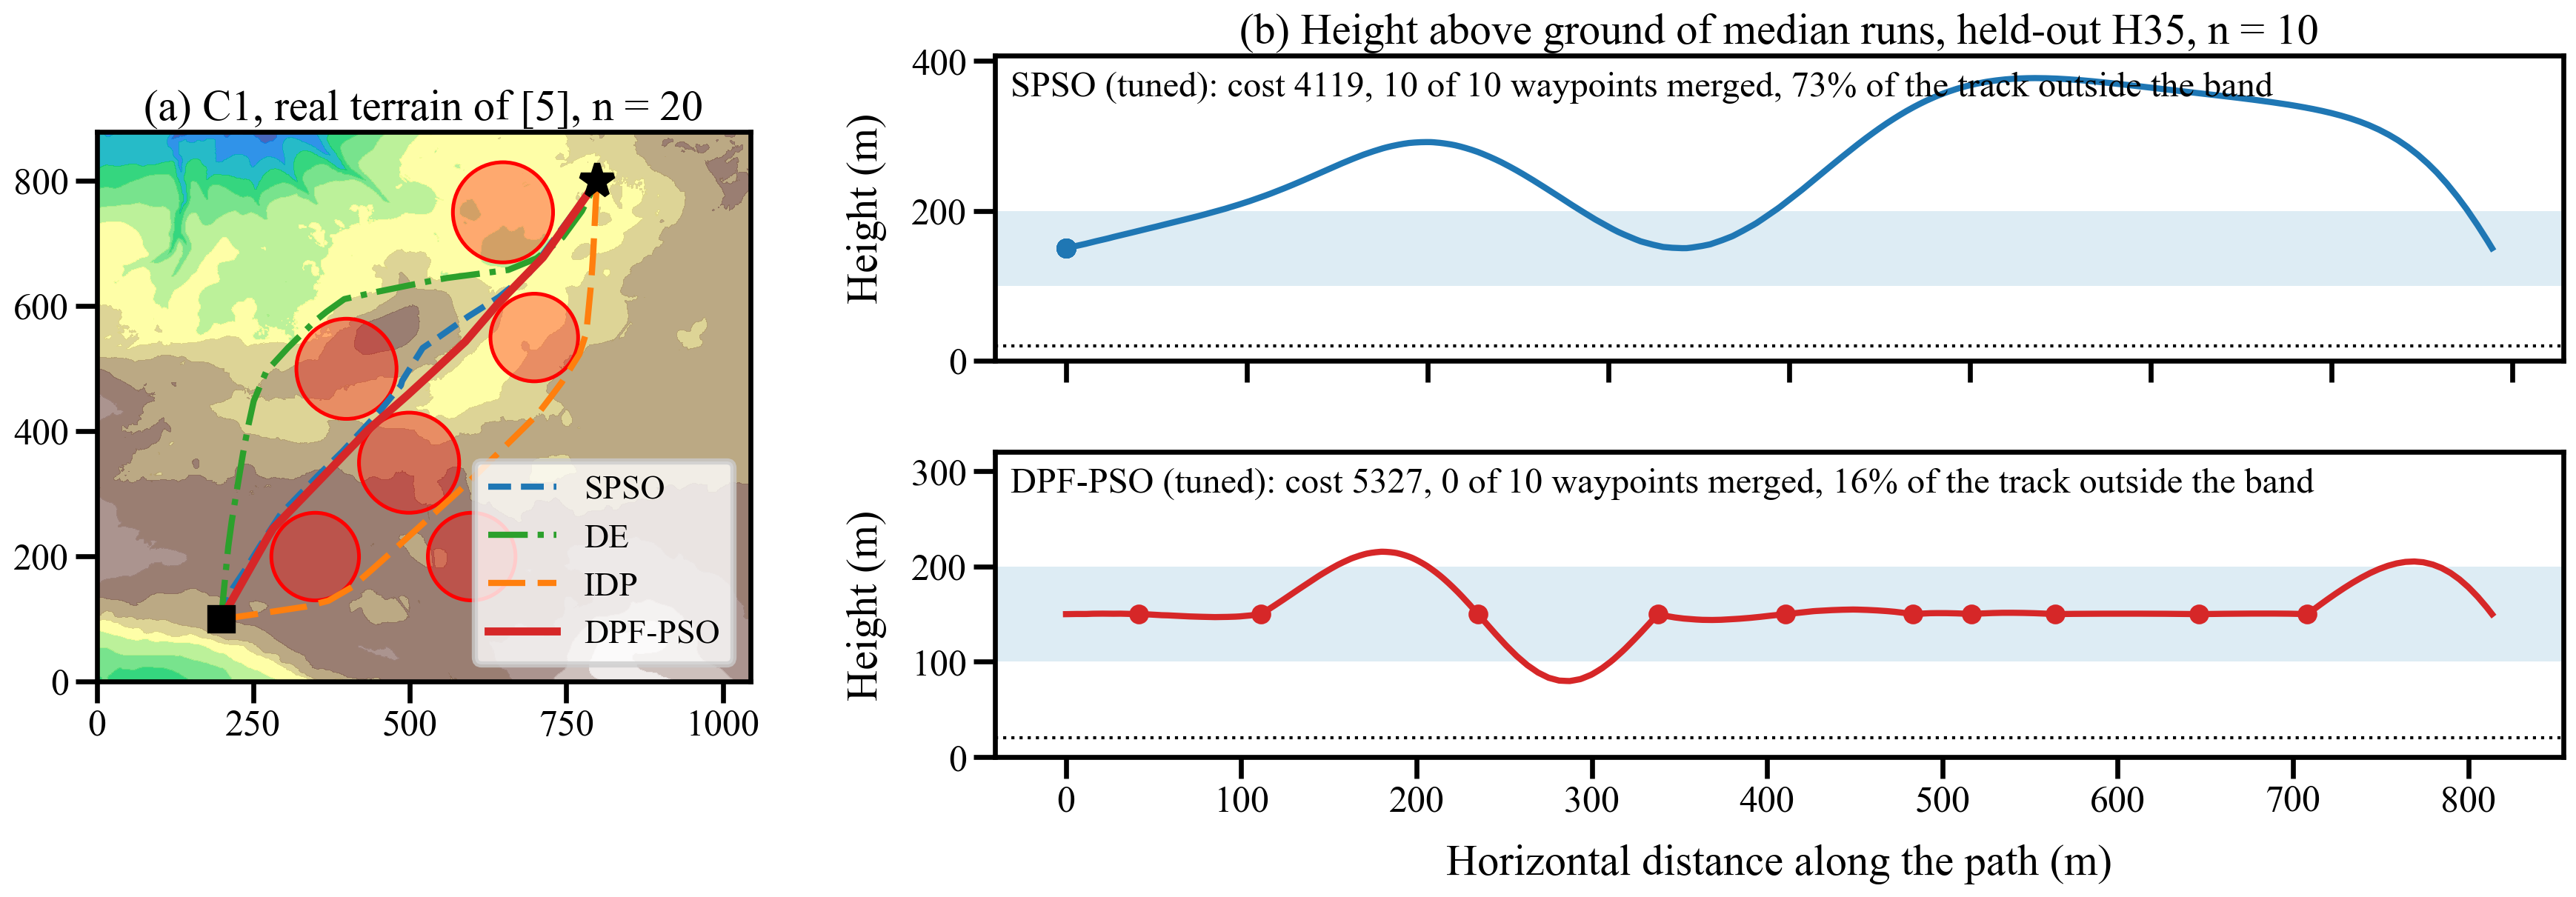 (a) C1, real terrain of [5], n = 20
800
600
400
200
0
0 250 500 750 1000
SPSO
DE
IDP
DPF-PSO
(b) Height above ground of median runs, held-out H35, n = 10
SPSO (tuned): cost 4119, 10 of 10 waypoints merged, 73% of the track outside the band
Height (m)
400
200
0
DPF-PSO (tuned): cost 5327, 0 of 10 waypoints merged, 16% of the track outside the band
Height (m)
300
200
100
0
0 100 200 300 400 500 600 700 800
Horizontal distance along the path (m)